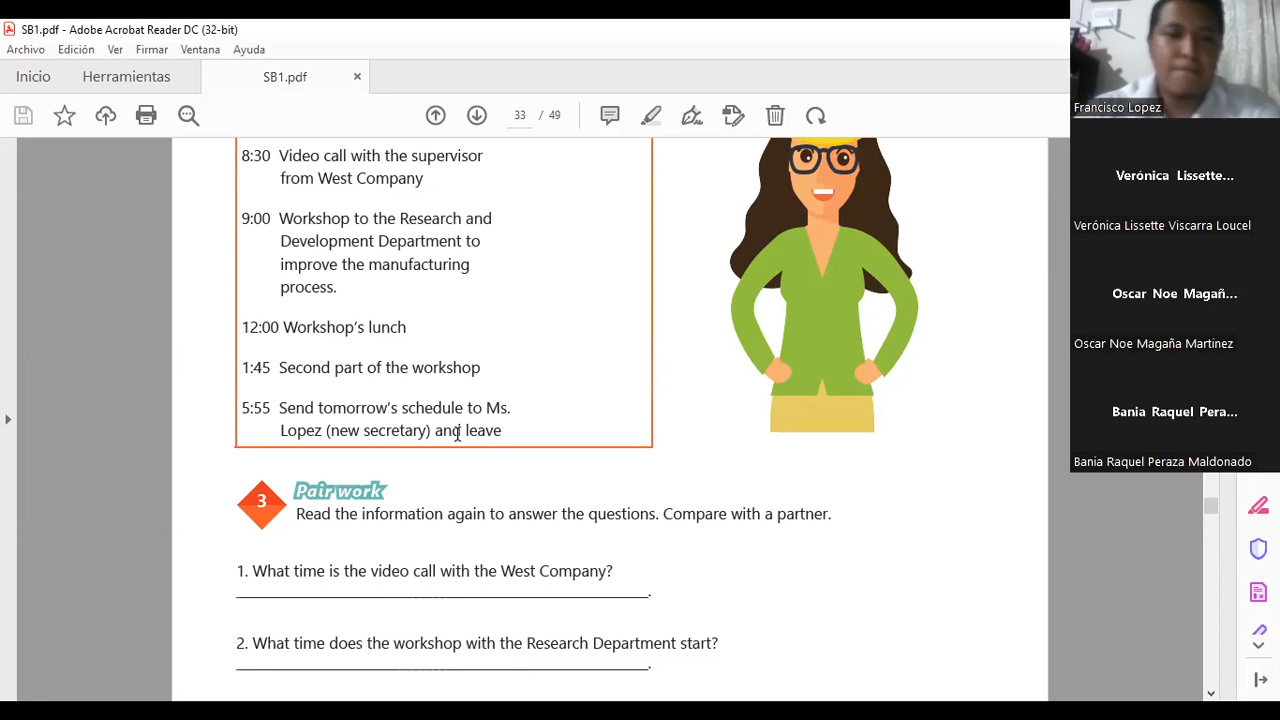 SB1.pdf - Adobe Acrobat Reader DC (32-bit)
Archivo Edición Ver Firmar Ventana Ayuda
Inicio Herramientas SB1.pdf ×
33 / 49
8:30 Video call with the supervisor
from West Company
9:00 Workshop to the Research and
Development Department to
improve the manufacturing
process.
12:00 Workshop's lunch
1:45 Second part of the workshop
5:55 Send tomorrow's schedule to Ms.
Lopez (new secretary) and leave
3 Pair work
Read the information again to answer the questions. Compare with a partner.
1. What time is the video call with the West Company?
2. What time does the workshop with the Research Department start?
Francisco Lopez
Verónica Lissette...
Verónica Lissette Viscarra Loucel
Oscar Noe Magañ...
Oscar Noe Magaña Martinez
Bania Raquel Pera...
Bania Raquel Peraza Maldonado